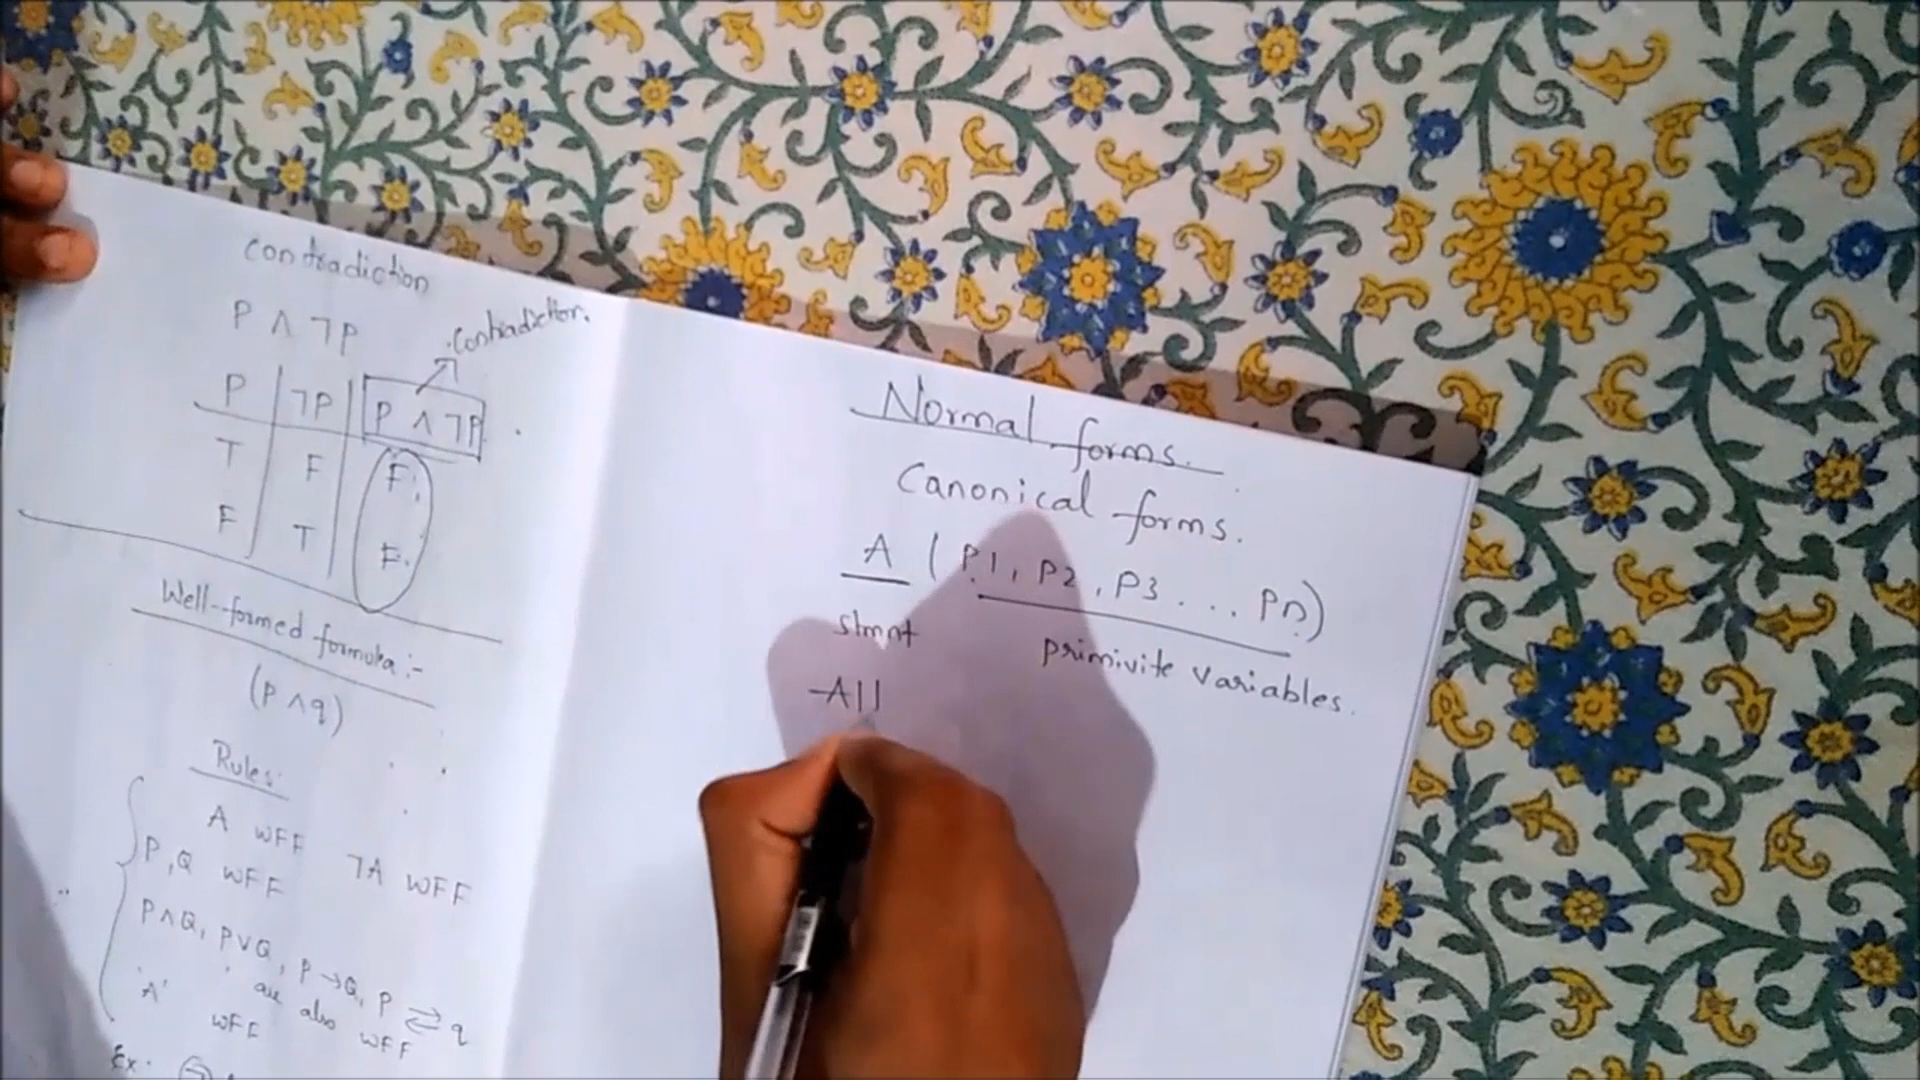 contradiction
P ∧ ¬P
contradiction.
P ¬P P ∧ ¬P
T F F
F T F
Well-formed formula:-
(P ∧ q)
Rules:
A WFF ¬A WFF
P, Q WFF
P∧Q, P∨Q, P→Q, P ⇄ q
are also WFF
'A' WFF
Ex:
Normal forms.
Canonical forms.
A (P1, P2, P3 ... Pn)
stmnt primivite variables.
-All